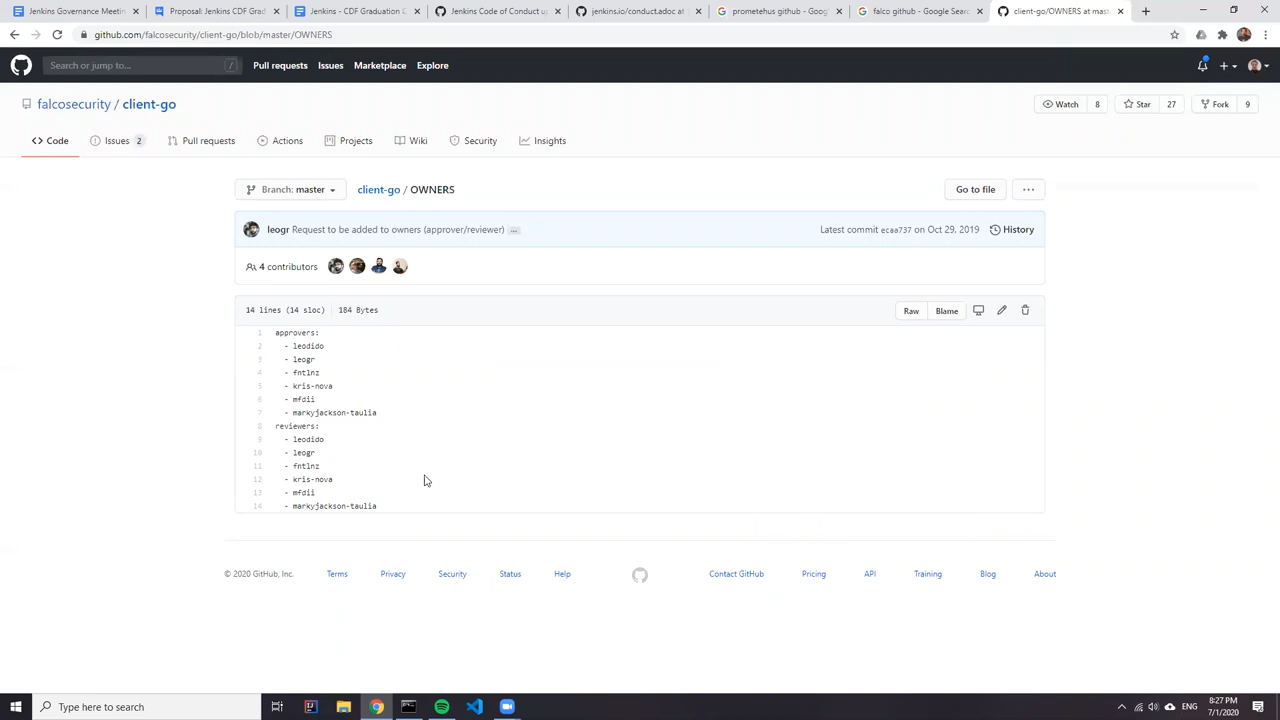 Jenkins Governance Meetin
Proposal: Jenkins CDF Grad
Jenkins - CDF Graduation C
Jenkins Code of Conduct up
jenkins.io/conduct.adoc at
prometehus github - Goog
falco github - Google Searc
client-go/OWNERS at mast
github.com/falcosecurity/client-go/blob/master/OWNERS
Search or jump to...
/
Pull requests
Issues
Marketplace
Explore
falcosecurity / client-go
Watch 8
Star 27
Fork 9
Code
Issues 2
Pull requests
Actions
Projects
Wiki
Security
Insights
Branch: master
client-go / OWNERS
Go to file
leogr Request to be added to owners (approver/reviewer) ...
Latest commit ecaa737 on Oct 29, 2019
History
4 contributors
14 lines (14 sloc) 184 Bytes
Raw
Blame
1 approvers:
2 - leodido
3 - leogr
4 - fntlnz
5 - kris-nova
6 - mfdii
7 - markyjackson-taulia
8 reviewers:
9 - leodido
10 - leogr
11 - fntlnz
12 - kris-nova
13 - mfdii
14 - markyjackson-taulia
© 2020 GitHub, Inc.
Terms
Privacy
Security
Status
Help
Contact GitHub
Pricing
API
Training
Blog
About
Type here to search
ENG
8:27 PM
7/1/2020